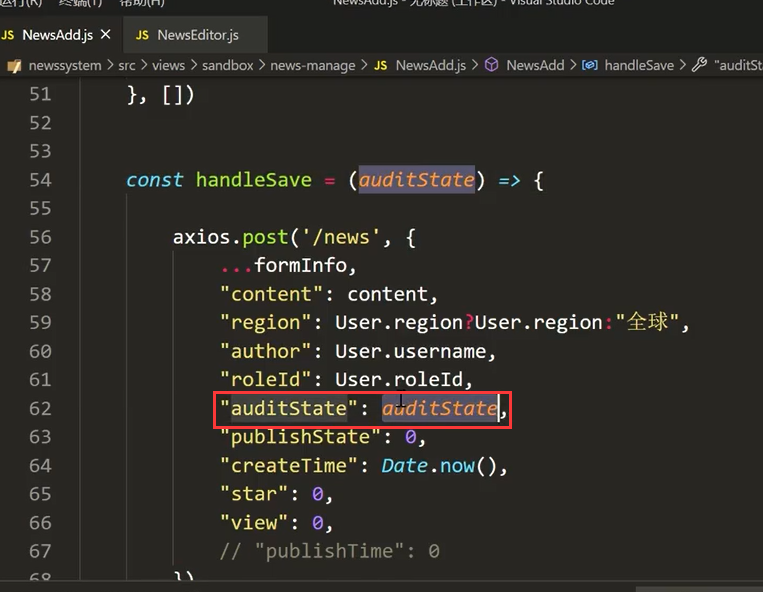 运行(R) 终端(T) 帮助(H) NewsAdd.js - 无标题 (工作区) - Visual Studio Code
JS NewsAdd.js × JS NewsEditor.js
newssystem > src > views > sandbox > news-manage > JS NewsAdd.js > NewsAdd > handleSave > "auditSta
51 }, [])
52
53
54 const handleSave = (auditState) => {
55
56 axios.post('/news', {
57 ...formInfo,
58 "content": content,
59 "region": User.region?User.region:"全球",
60 "author": User.username,
61 "roleId": User.roleId,
62 "auditState": auditState,
63 "publishState": 0,
64 "createTime": Date.now(),
65 "star": 0,
66 "view": 0,
67 // "publishTime": 0
68 })